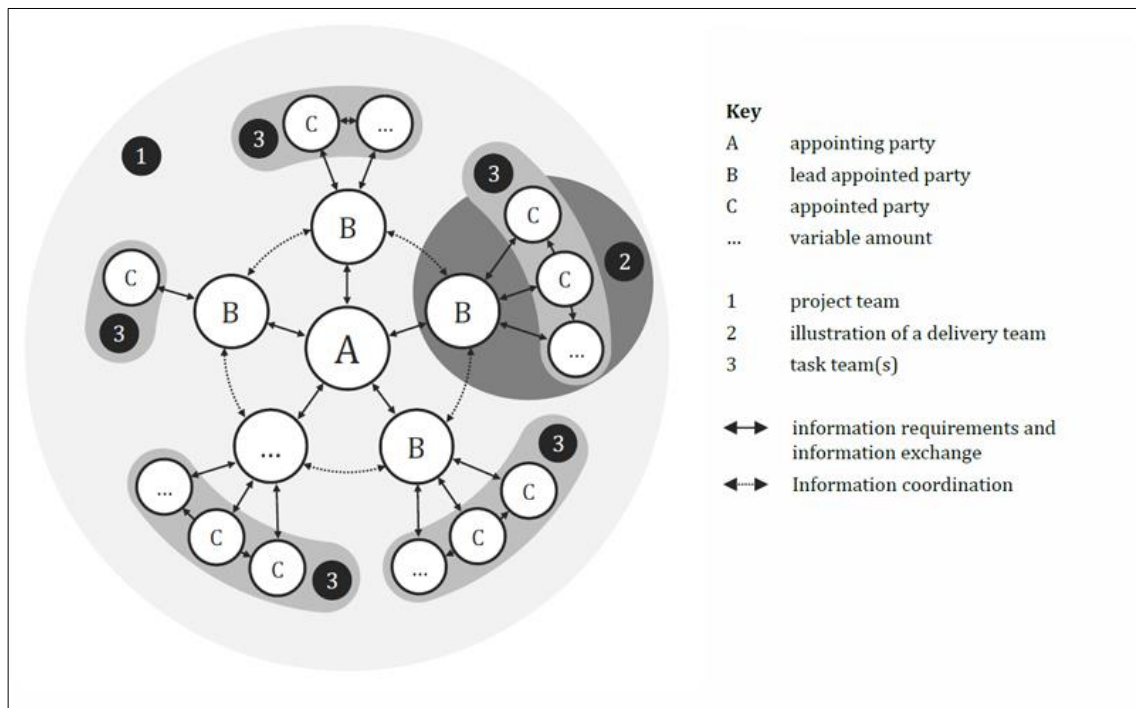 3
C
...
1
B
3
C
2
C
...
C
3
B
B
A
...
B
3
...
C
C
3
C
C
...
Key
A appointing party
B lead appointed party
C appointed party
... variable amount
1 project team
2 illustration of a delivery team
3 task team(s)
information requirements and
information exchange
Information coordination